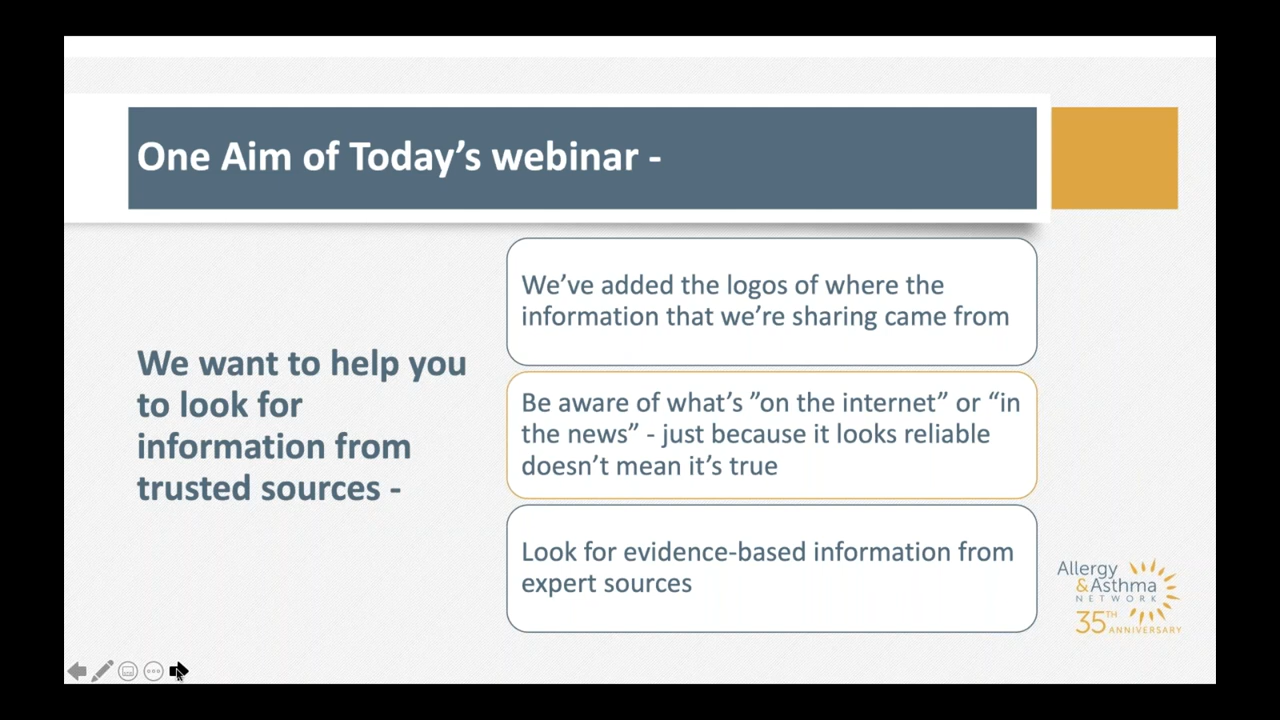 One Aim of Today’s webinar -
We want to help you
to look for
information from
trusted sources -
We’ve added the logos of where the
information that we’re sharing came from
Be aware of what’s ”on the internet” or “in
the news” - just because it looks reliable
doesn’t mean it’s true
Look for evidence-based information from
expert sources
Allergy
&Asthma
NETWORK
35TH ANNIVERSARY